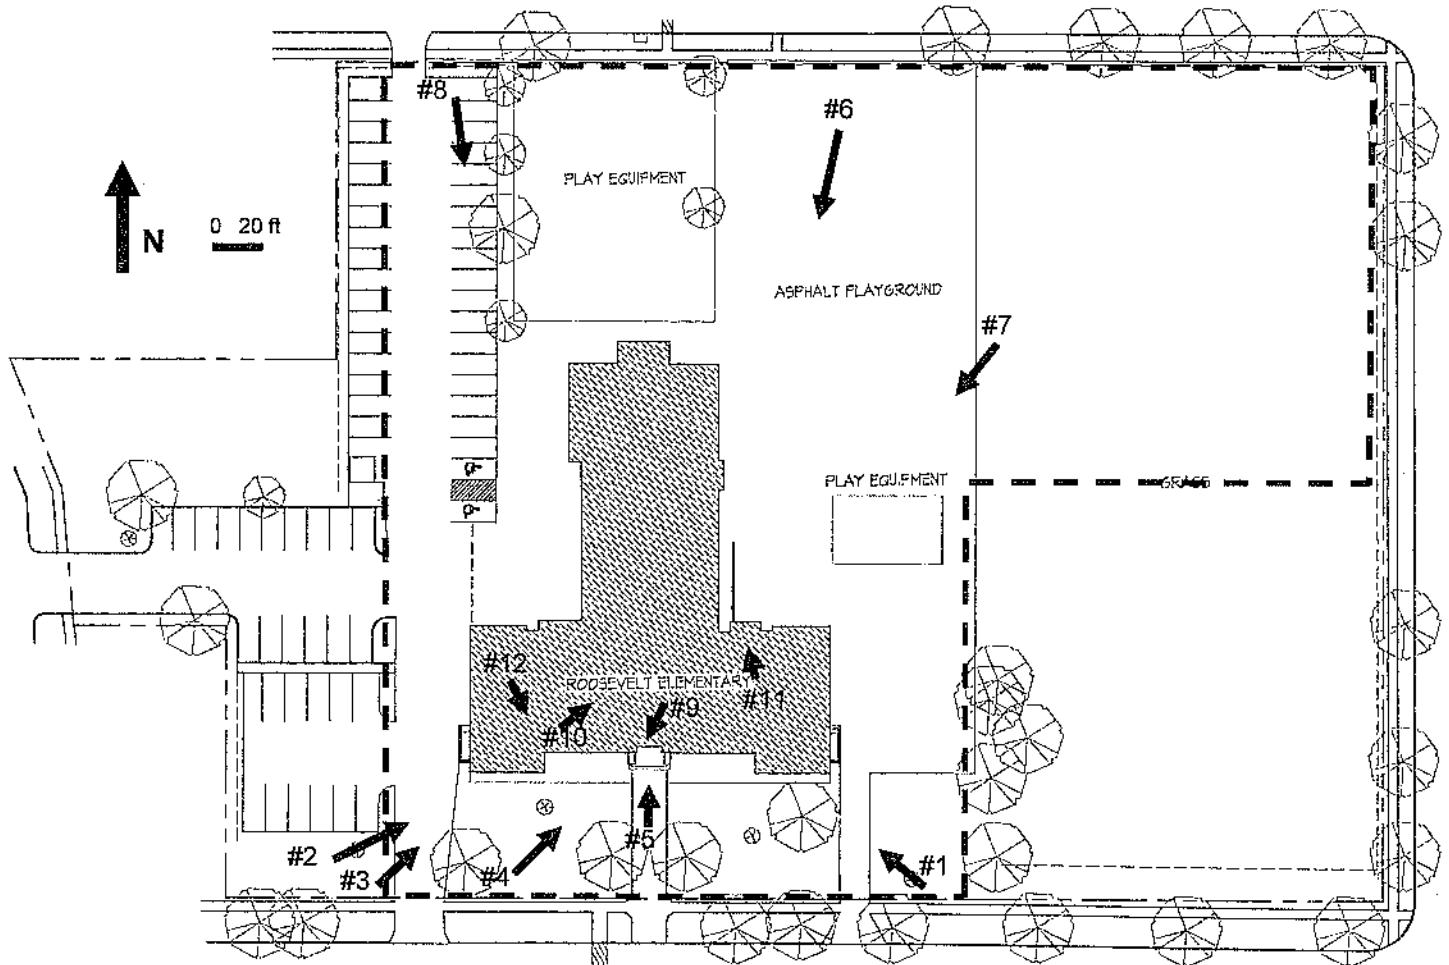 #8
#6
PLAY EQUIPMENT
N
0 20 ft
ASPHALT PLAYGROUND
#7
PLAY EQUIPMENT
GRASS
#12
ROOSEVELT ELEMENTARY
#11
#9
#10
#5
#2
#3
#4
#1